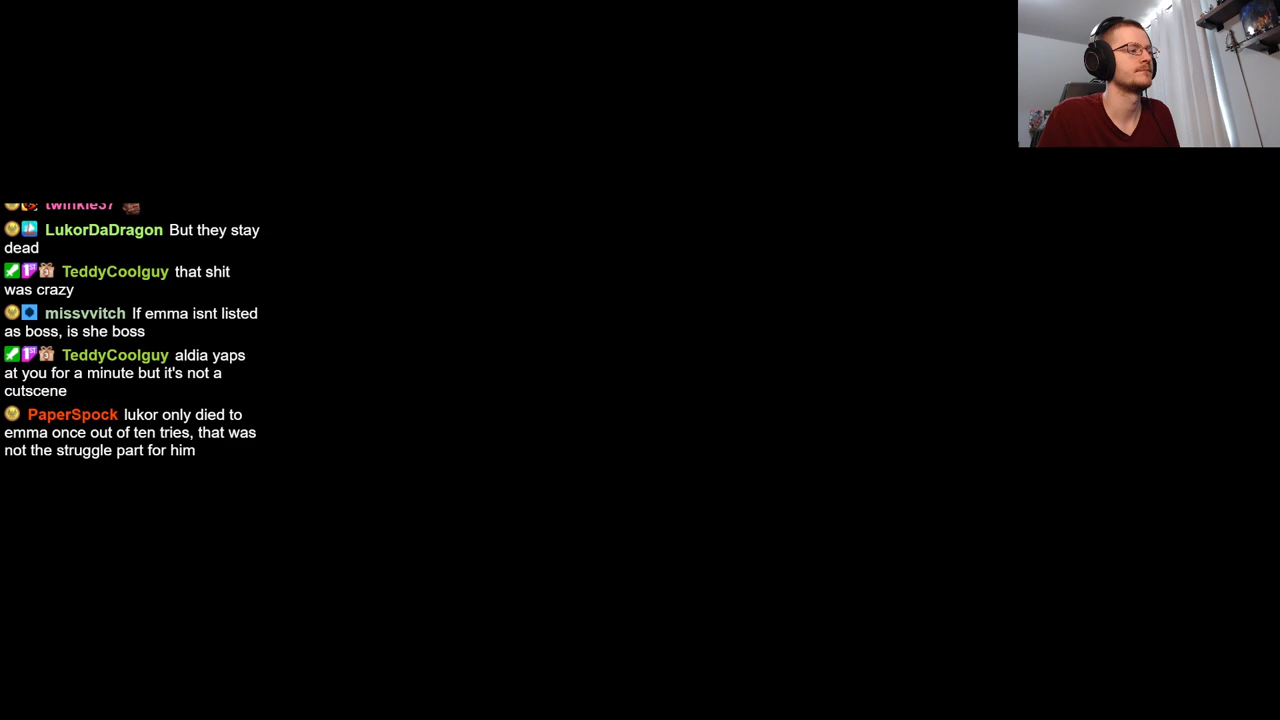 twinkie37
LukorDaDragon But they stay
dead
TeddyCoolguy that shit
was crazy
missvvitch If emma isnt listed
as boss, is she boss
TeddyCoolguy aldia yaps
at you for a minute but it's not a
cutscene
PaperSpock lukor only died to
emma once out of ten tries, that was
not the struggle part for him